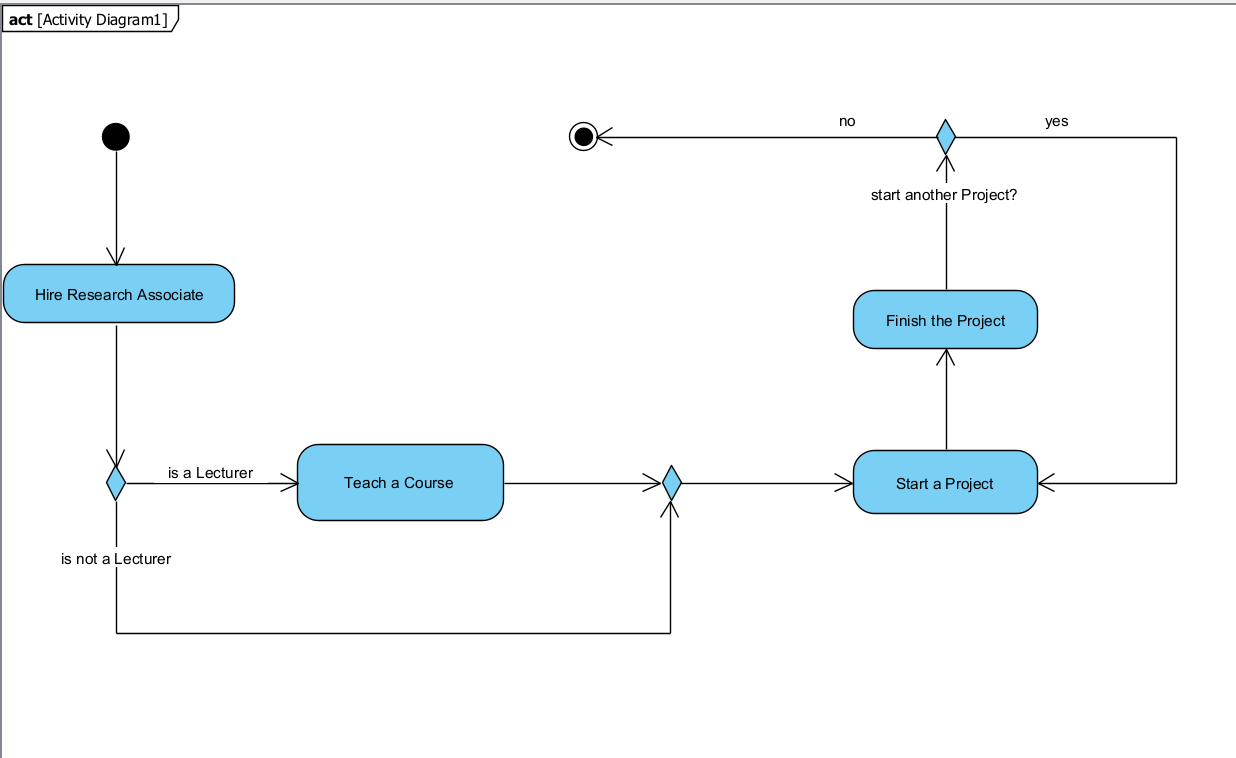 act [Activity Diagram1]
no
yes
start another Project?
Hire Research Associate
Finish the Project
is a Lecturer
Teach a Course
Start a Project
is not a Lecturer